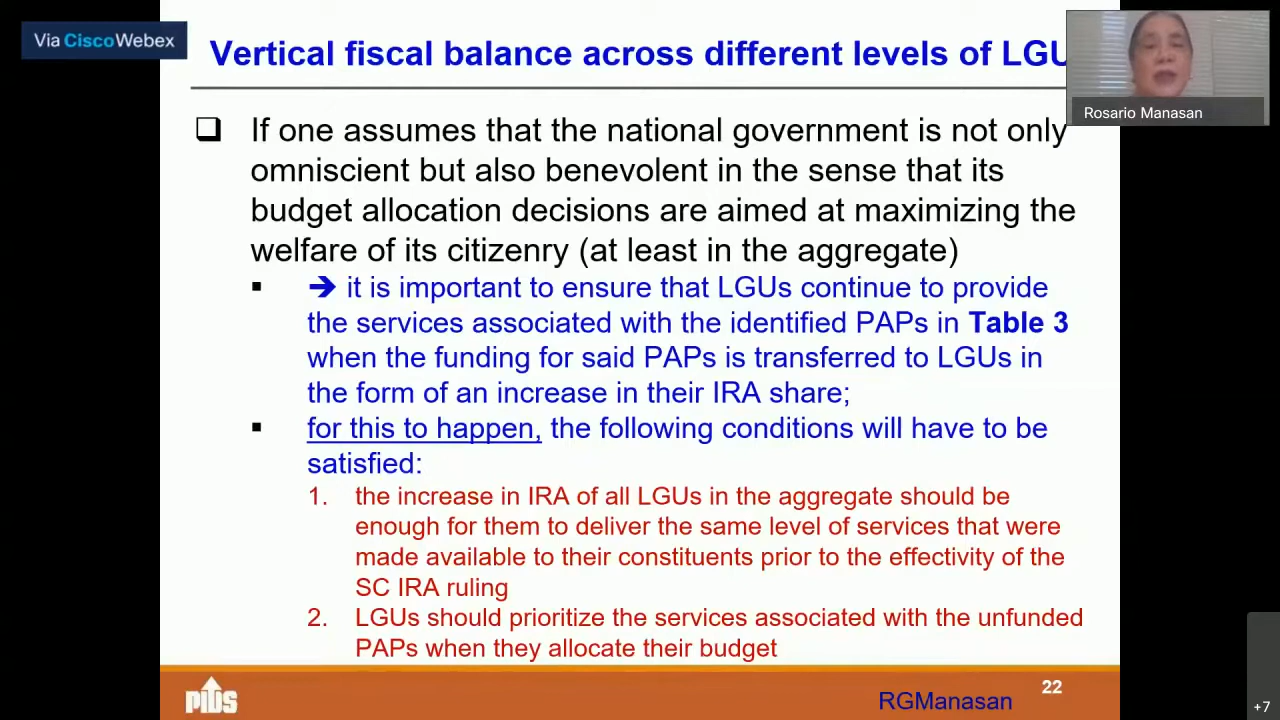 Via Cisco Webex
Vertical fiscal balance across different levels of LGU
Rosario Manasan
If one assumes that the national government is not only
omniscient but also benevolent in the sense that its
budget allocation decisions are aimed at maximizing the
welfare of its citizenry (at least in the aggregate)
➔ it is important to ensure that LGUs continue to provide
the services associated with the identified PAPs in Table 3
when the funding for said PAPs is transferred to LGUs in
the form of an increase in their IRA share;
for this to happen, the following conditions will have to be
satisfied:
1. the increase in IRA of all LGUs in the aggregate should be
enough for them to deliver the same level of services that were
made available to their constituents prior to the effectivity of the
SC IRA ruling
2. LGUs should prioritize the services associated with the unfunded
PAPs when they allocate their budget
PIDS
RGManasan
22
+7